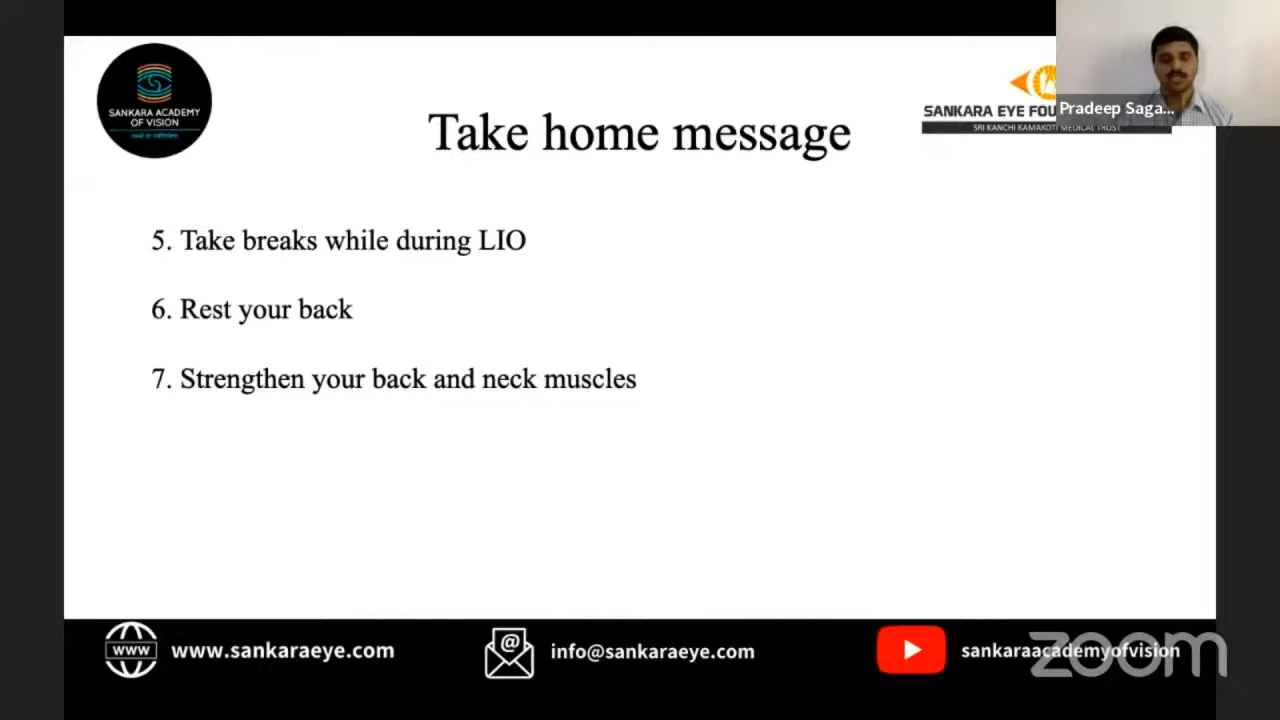 SANKARA ACADEMY
OF VISION
Take home message
SANKARA EYE FOU
SRI KANCHI KAMAKOTI MEDICAL TRUST
Pradeep Saga...
5. Take breaks while during LIO
6. Rest your back
7. Strengthen your back and neck muscles
www
www.sankaraeye.com
@
info@sankaraeye.com
sankaraacademyofvision
zoom